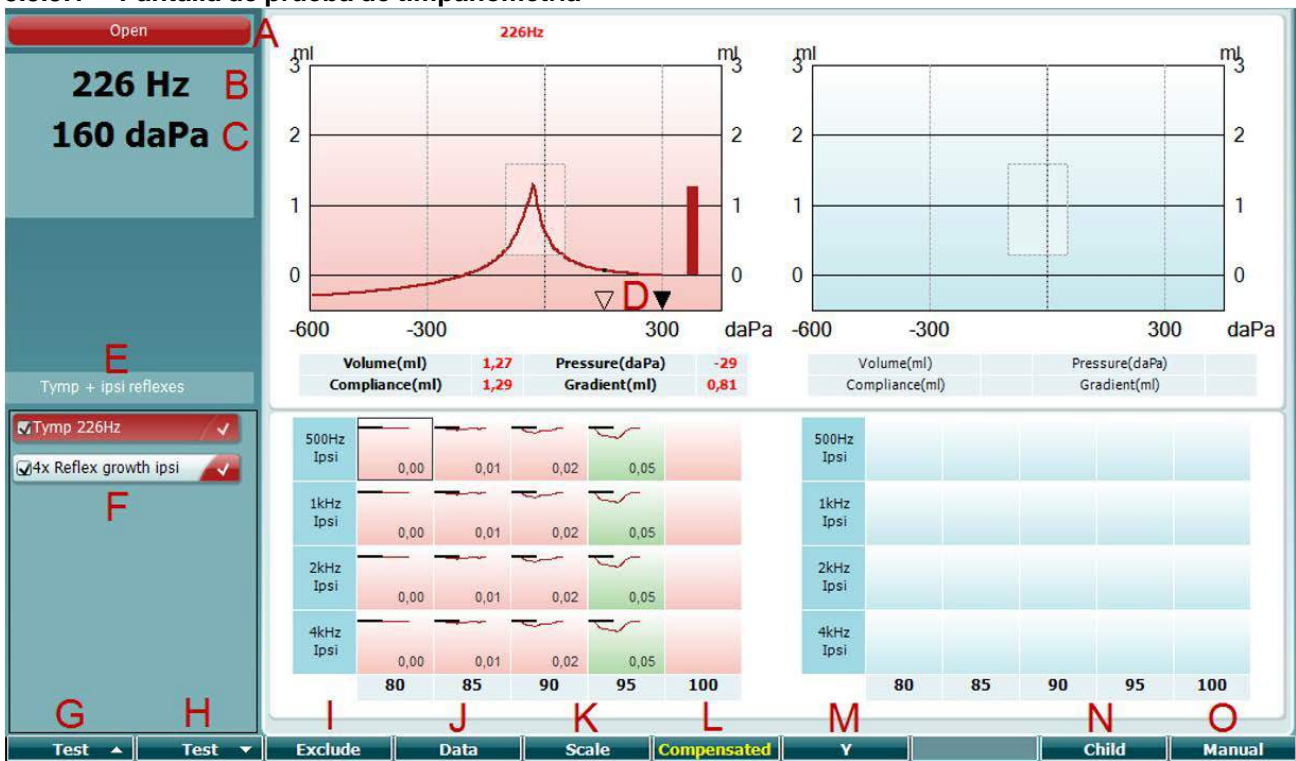 Pantalla de prueba de timpanometría
Open A
226 Hz B
160 daPa C
E
Tymp + ipsi reflexes
Tymp 226Hz
4x Reflex growth ipsi
F
226Hz
ml ml
3 3
2 2
1 1
0 0
D
-600 -300 300 daPa
Volume(ml) 1,27 Pressure(daPa) -29
Compliance(ml) 1,29 Gradient(ml) 0,81
ml ml
3 3
2 2
1 1
0 0
-600 -300 300 daPa
Volume(ml) Pressure(daPa)
Compliance(ml) Gradient(ml)
500Hz
Ipsi 0,00 0,01 0,02 0,05
1kHz
Ipsi 0,00 0,01 0,02 0,05
2kHz
Ipsi 0,00 0,01 0,02 0,05
4kHz
Ipsi 0,00 0,01 0,02 0,05
80 85 90 95 100
500Hz
Ipsi
1kHz
Ipsi
2kHz
Ipsi
4kHz
Ipsi
80 85 90 95 100
G H I J K L M N O
Test Test Exclude Data Scale Compensated Y Child Manual